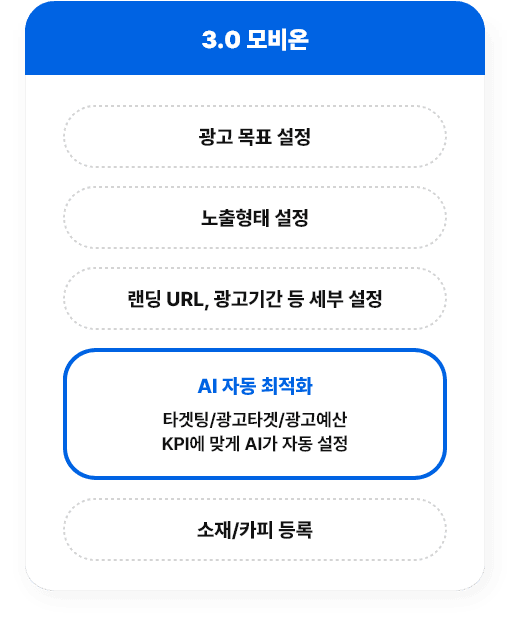 3.0 모비온
광고 목표 설정
노출형태 설정
랜딩 URL, 광고기간 등 세부 설정
AI 자동 최적화
타겟팅/광고타겟/광고예산
KPI에 맞게 AI가 자동 설정
소재/카피 등록